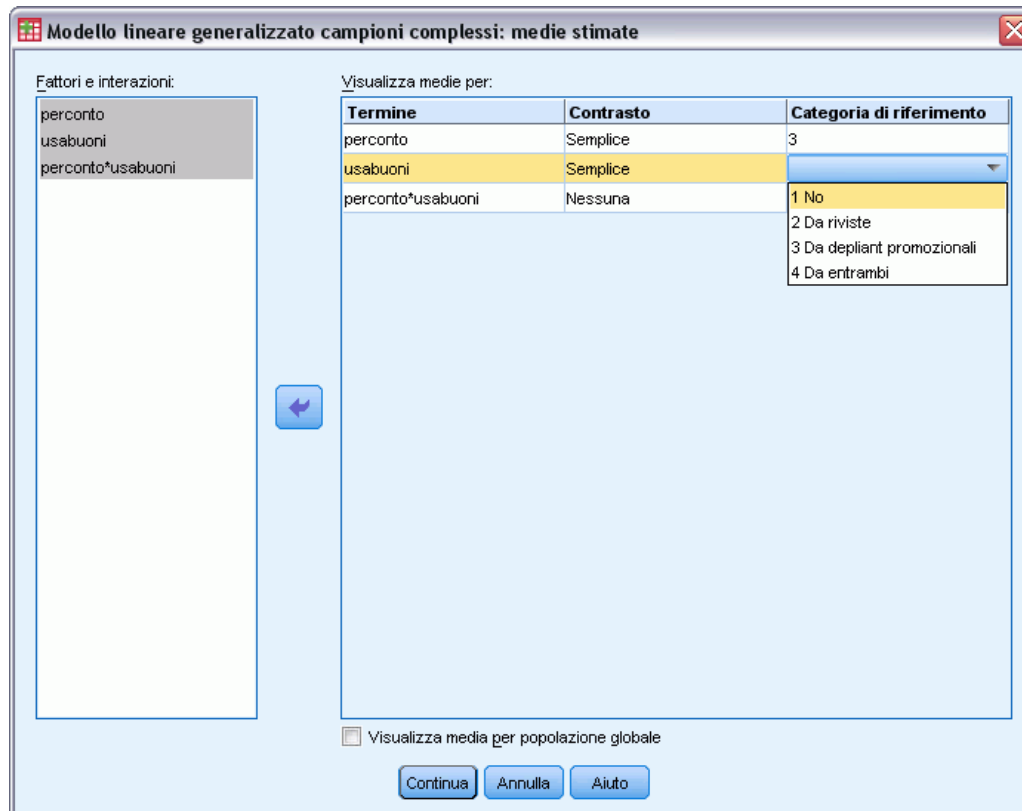 Modello lineare generalizzato campioni complessi: medie stimate
Fattori e interazioni:
perconto
usabuoni
perconto*usabuoni
Visualizza medie per:
Termine Contrasto Categoria di riferimento
perconto Semplice 3
usabuoni Semplice
perconto*usabuoni Nessuna
1 No
2 Da riviste
3 Da depliant promozionali
4 Da entrambi
Visualizza media per popolazione globale
Continua Annulla Aiuto